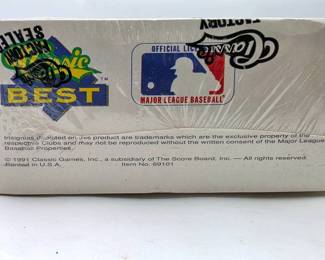 FACTORY
SEALED
Classic
BEST
™
OFFICIAL LIC
MAJOR LEAGUE BASEBALL
Classic
FACTORY
Insignias depicted on this product are trademarks which are the exclusive property of the
respective Clubs and may not be reproduced without the written consent of the Major League
Baseball Properties.
© 1991 Classic Games, Inc., a subsidiary of The Score Board, Inc. — All rights reserved.
Printed in U.S.A.
Item No. 69101